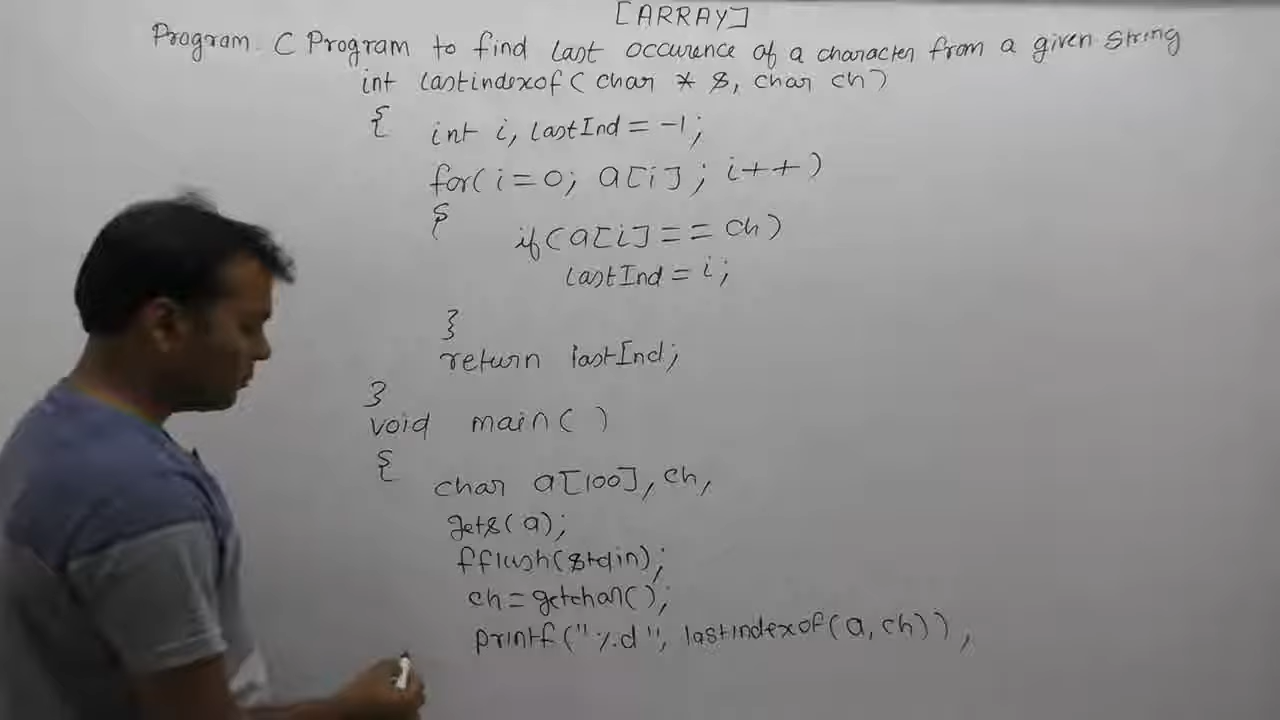 [ARRAY]
Program C Program to find last occurence of a character from a given string
int lastindexof( char * s, char ch)
{ int i, lastInd = -1;
for( i = 0; a[i] ; i++ )
{ if( a[i] == ch)
lastInd = i;
}
return lastInd;
}
void main( )
{
char a[100], ch,
gets(a);
fflush(stdin);
ch = getchar();
printf("%d", lastindexof(a, ch)),